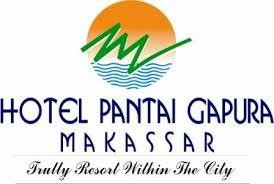 HOTEL PANTAI GAPURA
MAKASSAR
Trully Resort Within The City